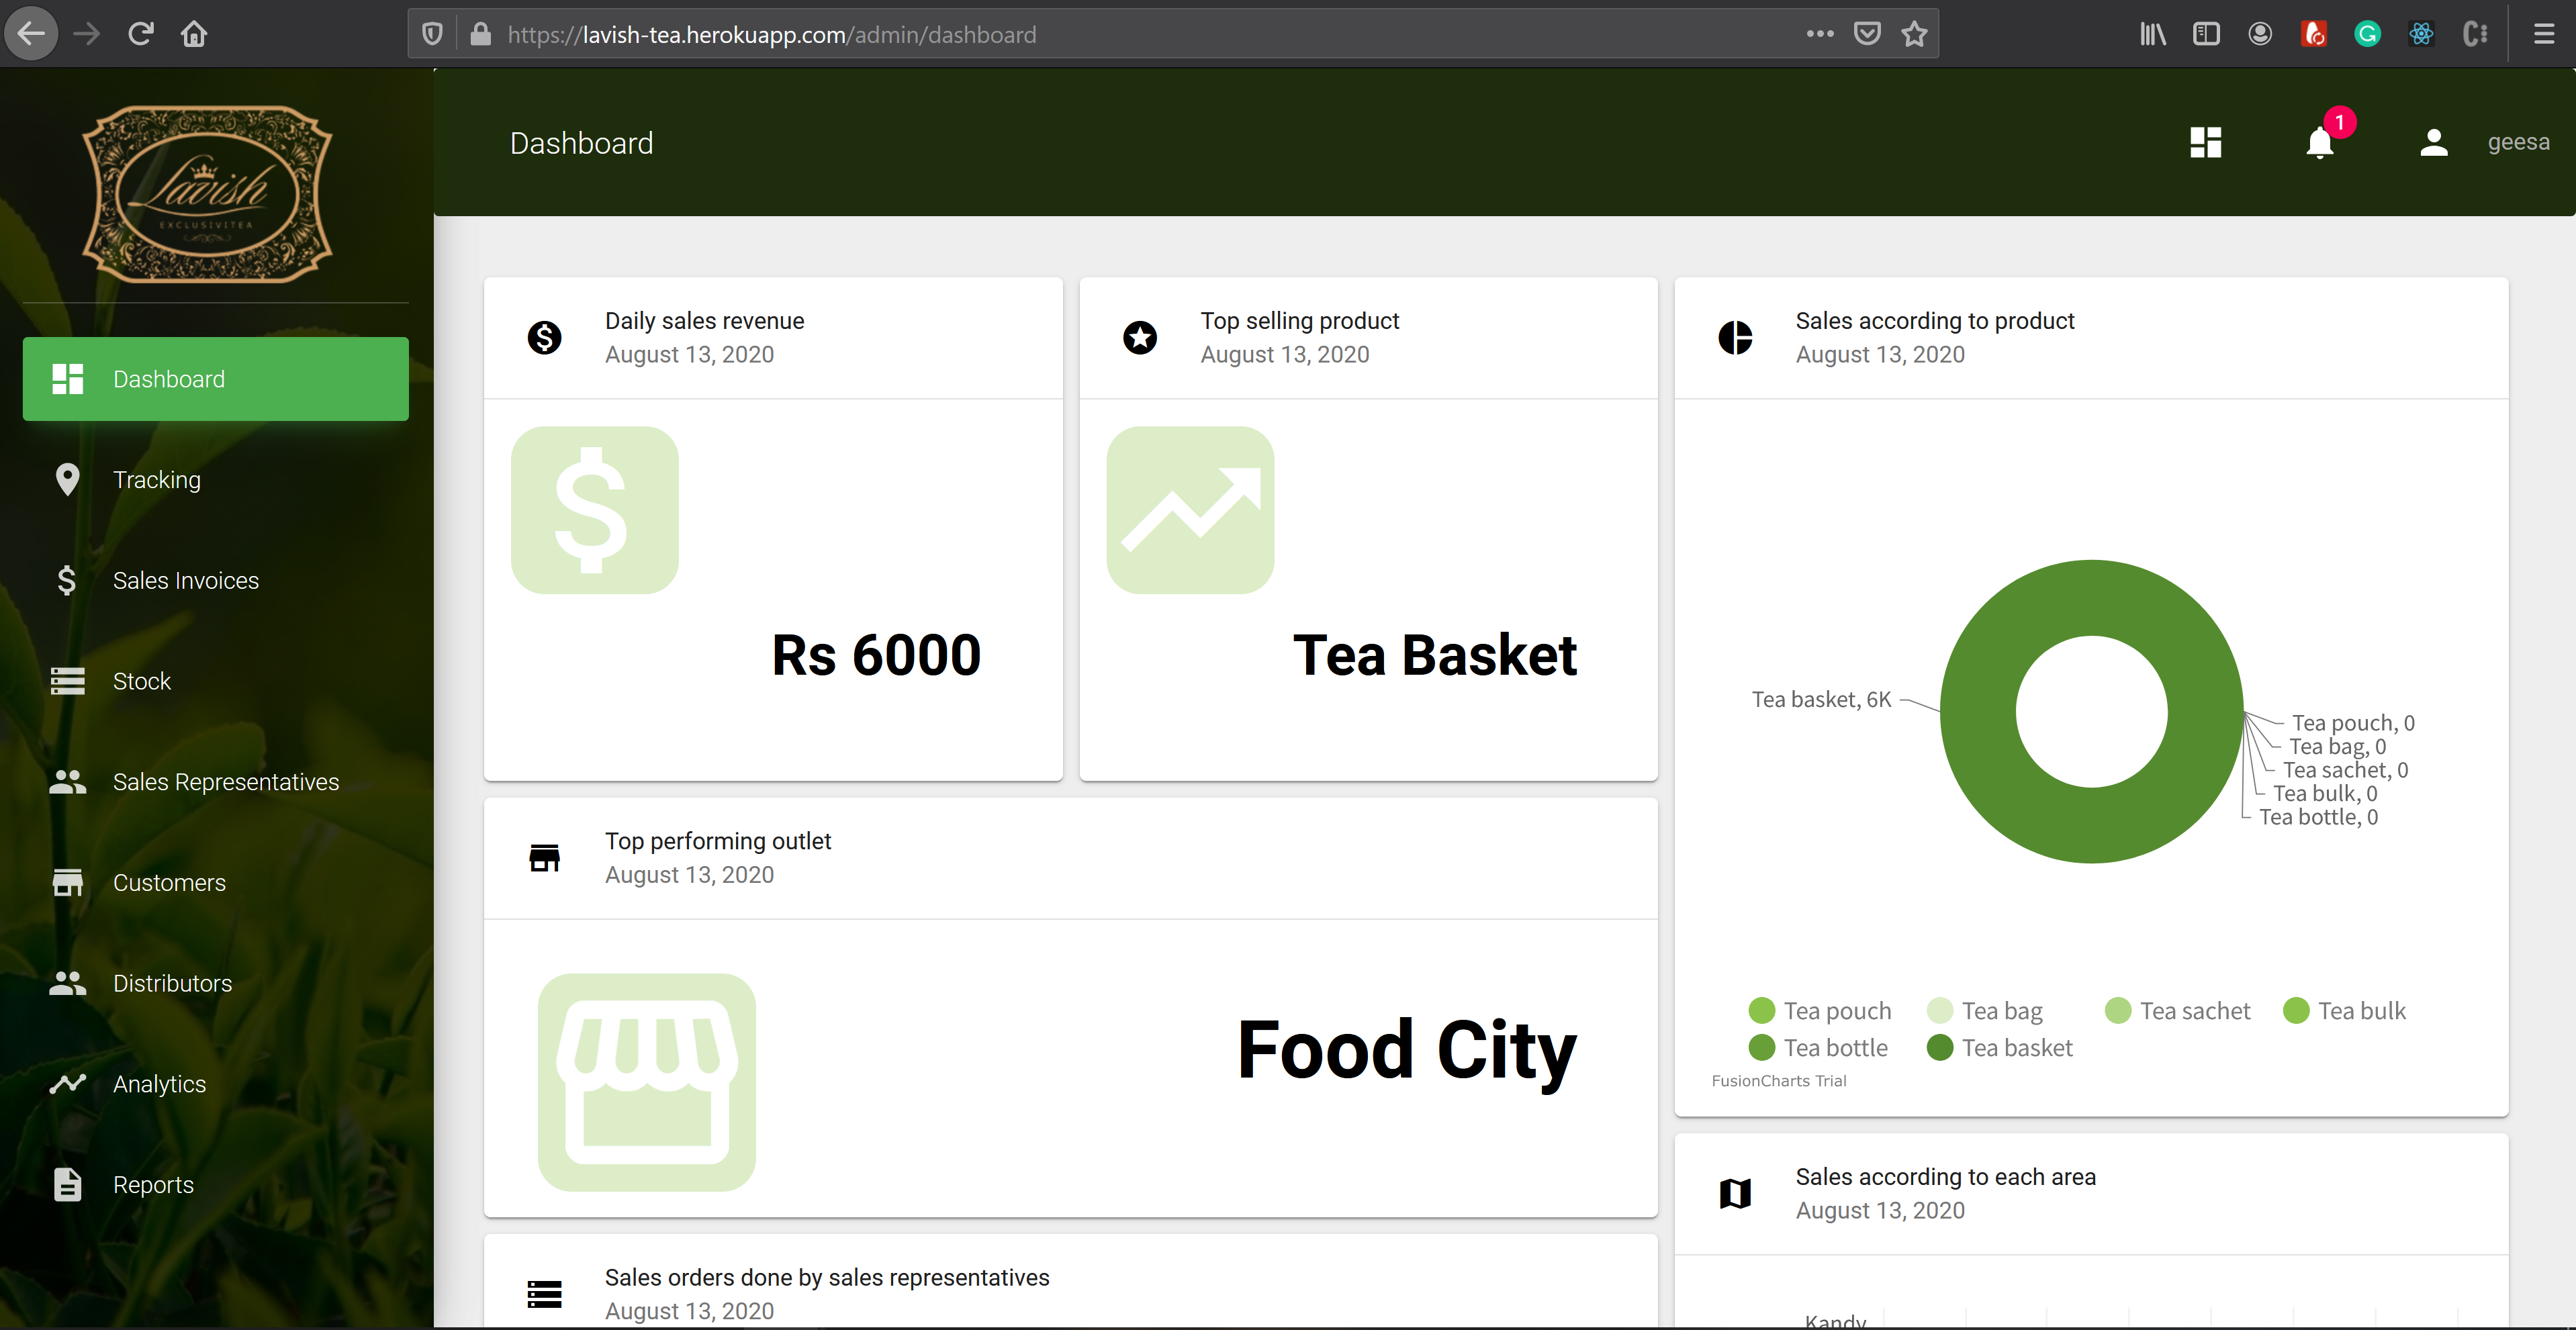 https://lavish-tea.herokuapp.com/admin/dashboard
Lavish
EXCLUSIVITEA
Dashboard
Tracking
Sales Invoices
Stock
Sales Representatives
Customers
Distributors
Analytics
Reports
Dashboard
1
geesa
Daily sales revenue
August 13, 2020
Rs 6000
Top selling product
August 13, 2020
Tea Basket
Sales according to product
August 13, 2020
Tea basket, 6K
Tea pouch, 0
Tea bag, 0
Tea sachet, 0
Tea bulk, 0
Tea bottle, 0
Tea pouch Tea bag Tea sachet Tea bulk
Tea bottle Tea basket
FusionCharts Trial
Top performing outlet
August 13, 2020
Food City
Sales according to each area
August 13, 2020
Kandy
Sales orders done by sales representatives
August 13, 2020